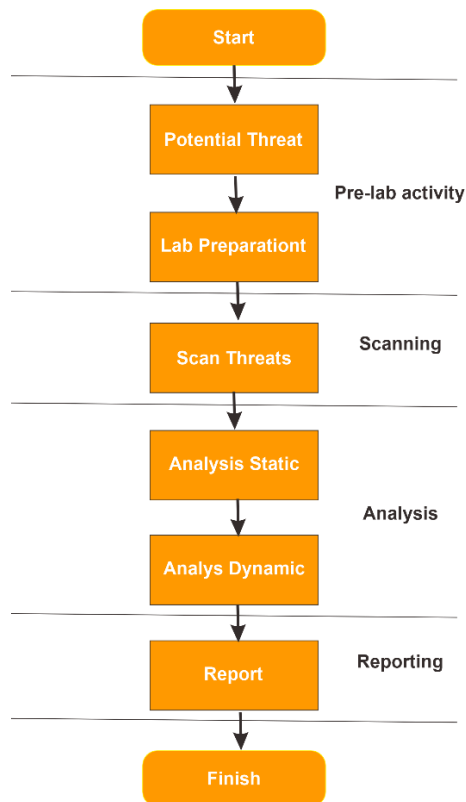 Start
Potential Threat
Pre-lab activity
Lab Preparationt
Scanning
Scan Threats
Analysis Static
Analysis
Analys Dynamic
Reporting
Report
Finish